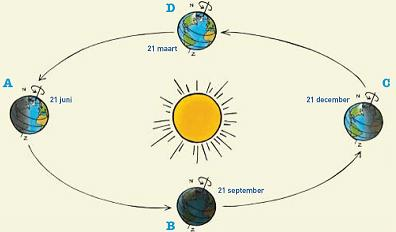 D
N
21 maart
Z
A
N
21 juni
Z
21 december
N
C
Z
N
21 september
Z
B